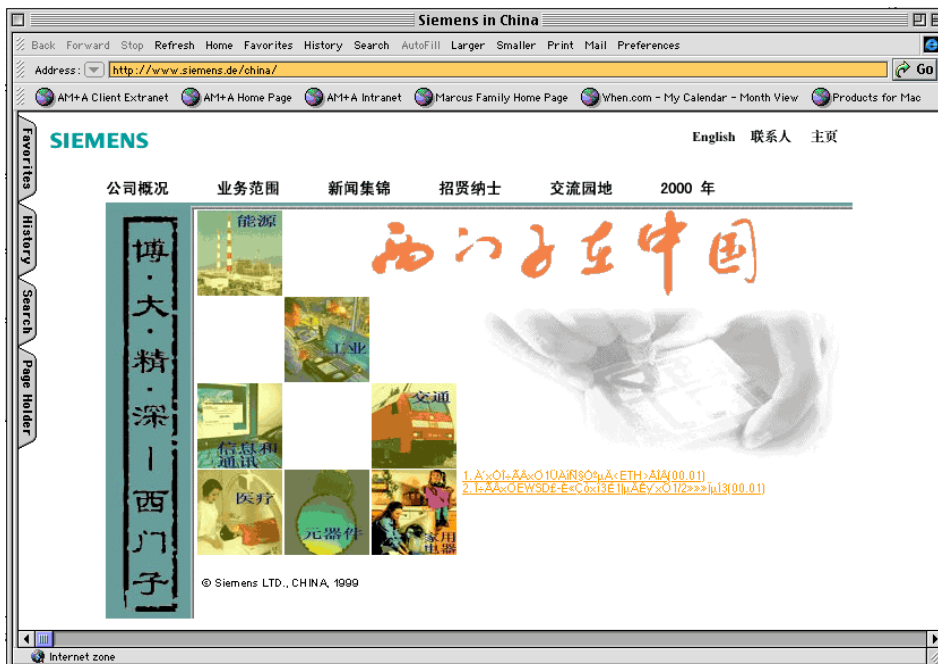 Siemens in China
Back Forward Stop Refresh Home Favorites History Search AutoFill Larger Smaller Print Mail Preferences
Address: http://www.siemens.de/china/ Go
AM+A Client Extranet AM+A Home Page AM+A Intranet Marcus Family Home Page When.com - My Calendar - Month View Products for Mac
Favorites
History
Search
Page Holder
SIEMENS
English 联系人 主页
公司概况 业务范围 新闻集锦 招贤纳士 交流园地 2000 年
博·大·精·深—西门子
西门子在中国
能源
工业
信息和
通讯
交通
医疗
元器件
家用
电器
© Siemens LTD., CHINA, 1999
Internet zone